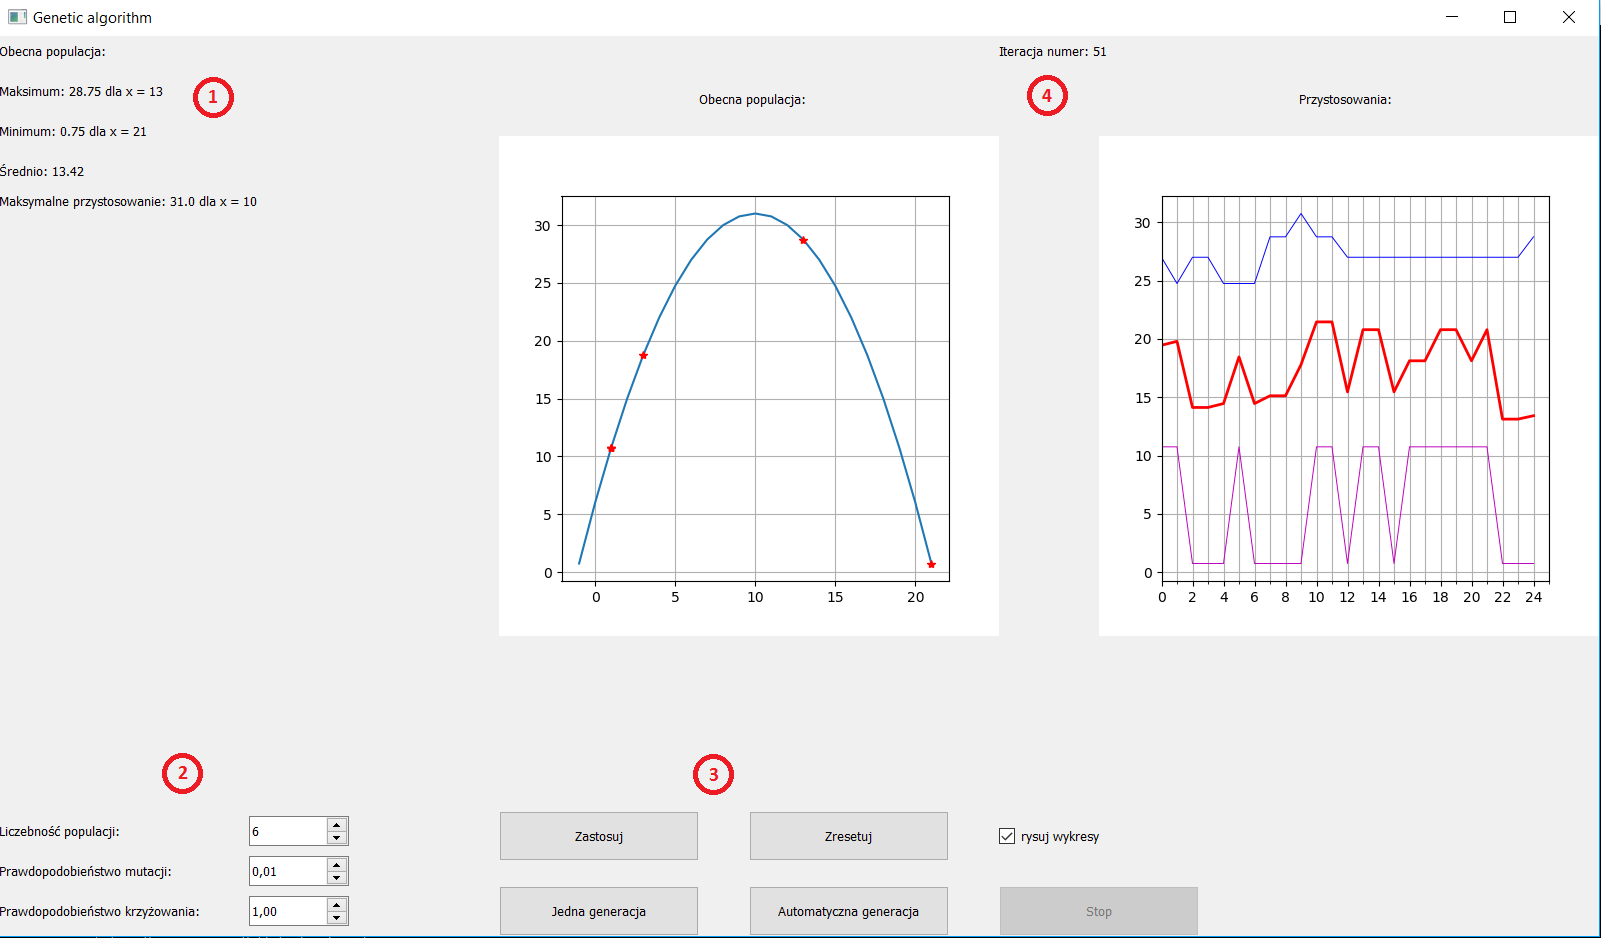 Genetic algorithm
Obecna populacja:
Iteracja numer: 51
Maksimum: 28.75 dla x = 13
1
4
Obecna populacja:
Przystosowania:
Minimum: 0.75 dla x = 21
Średnio: 13.42
Maksymalne przystosowanie: 31.0 dla x = 10
30
25
20
15
10
5
0
0 5 10 15 20
30
25
20
15
10
5
0
0 2 4 6 8 10 12 14 16 18 20 22 24
2
3
Liczebność populacji: 6
Prawdopodobieństwo mutacji: 0,01
Prawdopodobieństwo krzyżowania: 1,00
Zastosuj
Zresetuj
rysuj wykresy
Jedna generacja
Automatyczna generacja
Stop